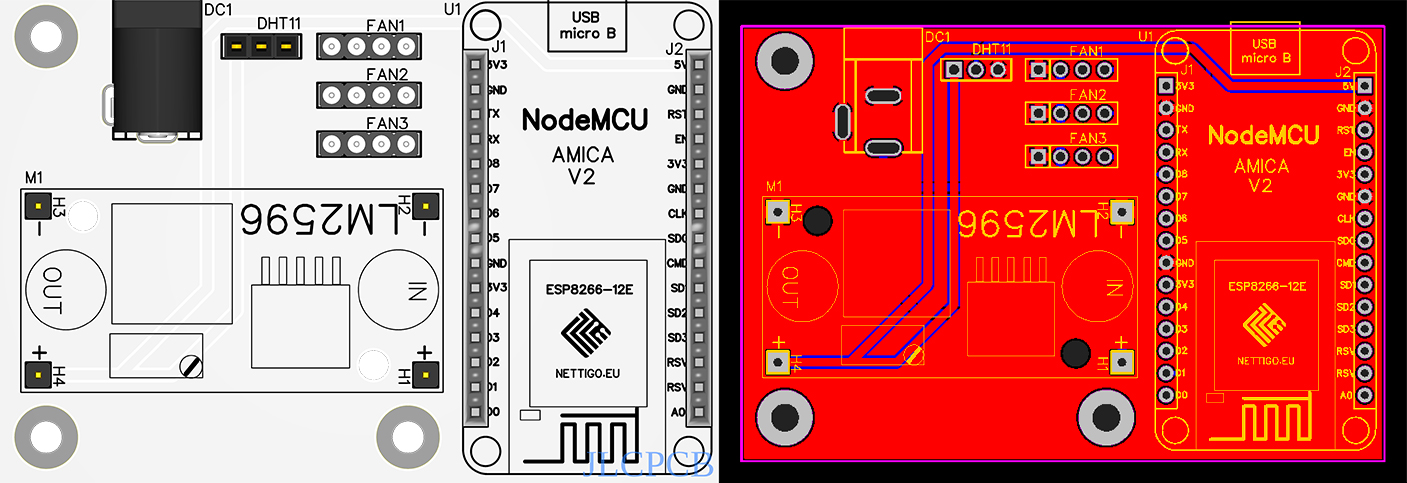 DC1
DHT11
FAN1
FAN2
FAN3
U1
USB
micro B
J1
J2
3V3
GND
TX
RX
D8
D7
D6
D5
GND
3V3
D4
D3
D2
D1
D0
5V
GND
RST
EN
3V3
GND
CLK
SD0
CMD
SD1
SD2
SD3
RSV
RSV
A0
NodeMCU
AMICA
V2
ESP8266-12E
NETTIGO.EU
M1
H3
-
H2
-
LM2596
OUT
IN
+
H4
+
H1
JLCPCB
DC1
DHT11
FAN1
FAN2
FAN3
U1
USB
micro B
J1
J2
3V3
GND
TX
RX
D8
D7
D6
D5
GND
3V3
D4
D3
D2
D1
D0
5V
GND
RST
EN
3V3
GND
CLK
SD0
CMD
SD1
SD2
SD3
RSV
RSV
A0
NodeMCU
AMICA
V2
ESP8266-12E
NETTIGO.EU
M1
H3
-
H2
-
LM2596
OUT
IN
+
H4
+
H1